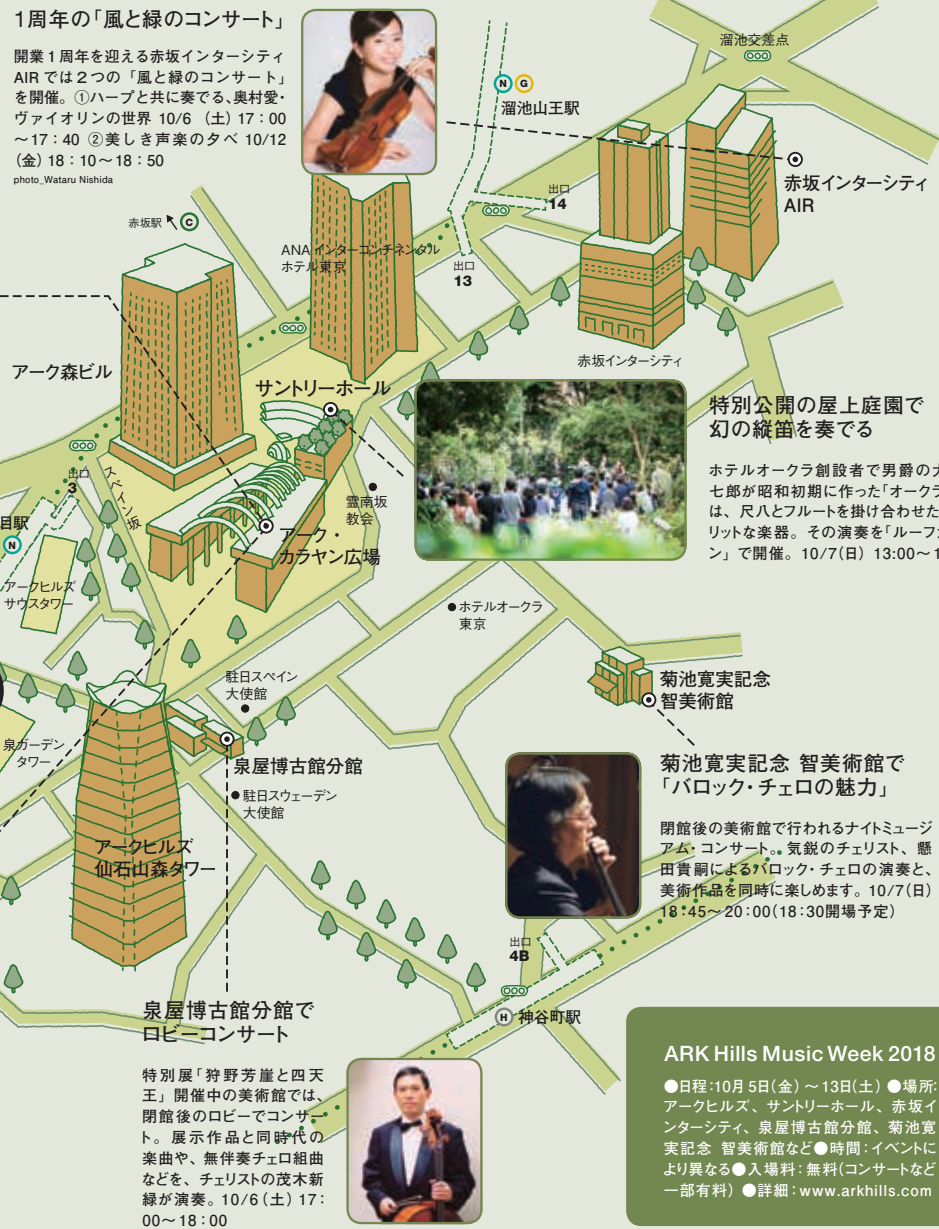 1周年の「風と緑のコンサート」
開業1周年を迎える赤坂インターシティ
AIRでは2つの「風と緑のコンサート」
を開催。①ハープと共に奏でる、奥村愛・
ヴァイオリンの世界 10/6 (土) 17:00
～17:40 ②美しき声楽の夕べ 10/12
(金) 18:10～18:50
photo_Wataru Nishida
溜池交差点
N G
溜池山王駅
赤坂インターシティ
AIR
出口
14
出口
13
赤坂駅 C
ANAインターコンチネンタル
ホテル東京
赤坂インターシティ
アーク森ビル
サントリーホール
特別公開の屋上庭園で
幻の縦笛を奏でる
ホテルオークラ創設者で男爵の大
七郎が昭和初期に作った「オークラ
は、尺八とフルートを掛け合わせた
リットな楽器。その演奏を「ルーフガ
ン」で開催。10/7(日) 13:00～1
出口
3
スペイン坂
霊南坂
教会
目駅
N
アーク・
カラヤン広場
アークヒルズ
サウスタワー
ホテルオークラ
東京
駐日スペイン
大使館
菊池寛実記念
智美術館
泉ガーデン
タワー
泉屋博古館分館
駐日スウェーデン
大使館
菊池寛実記念 智美術館で
「バロック・チェロの魅力」
閉館後の美術館で行われるナイトミュージ
アム・コンサート。気鋭のチェリスト、懸
田貴嗣によるバロック・チェロの演奏と、
美術作品を同時に楽しめます。10/7(日)
18:45～20:00(18:30開場予定)
アークヒルズ
仙石山森タワー
出口
4B
H 神谷町駅
泉屋博古館分館で
ロビーコンサート
特別展「狩野芳崖と四天
王」開催中の美術館では、
閉館後のロビーでコンサー
ト。展示作品と同時代の
楽曲や、無伴奏チェロ組曲
などを、チェリストの茂木新
緑が演奏。10/6(土) 17:
00～18:00
ARK Hills Music Week 2018
●日程:10月5日(金)～13日(土) ●場所:
アークヒルズ、サントリーホール、赤坂イ
ンターシティ、泉屋博古館分館、菊池寛
実記念 智美術館など●時間:イベントに
より異なる●入場料:無料(コンサートなど
一部有料) ●詳細:www.arkhills.com